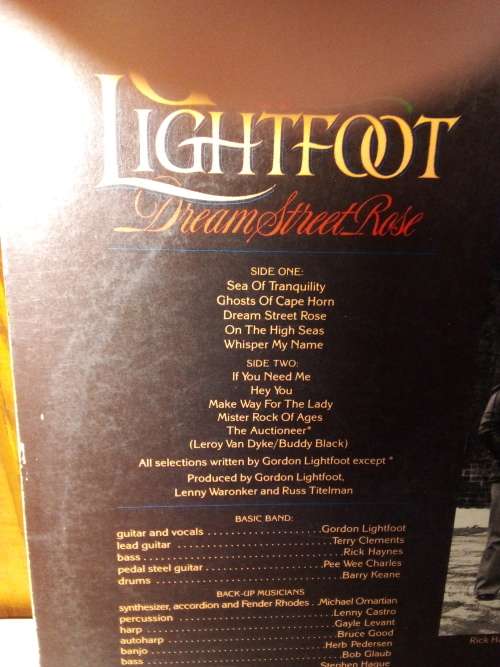 LIGHTFOOT
Dream Street Rose
SIDE ONE:
Sea Of Tranquility
Ghosts Of Cape Horn
Dream Street Rose
On The High Seas
Whisper My Name
SIDE TWO:
If You Need Me
Hey You
Make Way For The Lady
Mister Rock Of Ages
The Auctioneer*
(Leroy Van Dyke/Buddy Black)
All selections written by Gordon Lightfoot except *
Produced by Gordon Lightfoot,
Lenny Waronker and Russ Titelman
BASIC BAND:
guitar and vocals . . . . . . . . . . . . . . . . . . . Gordon Lightfoot
lead guitar . . . . . . . . . . . . . . . . . . . . . . . . . Terry Clements
bass . . . . . . . . . . . . . . . . . . . . . . . . . . . . . . . Rick Haynes
pedal steel guitar . . . . . . . . . . . . . . . . . . Pee Wee Charles
drums . . . . . . . . . . . . . . . . . . . . . . . . . . . . . Barry Keane
BACK-UP MUSICIANS
synthesizer, accordion and Fender Rhodes . . Michael Omartian
percussion . . . . . . . . . . . . . . . . . . . . . . . . . Lenny Castro
harp . . . . . . . . . . . . . . . . . . . . . . . . . . . . . . Gayle Levant
autoharp . . . . . . . . . . . . . . . . . . . . . . . . . . . Bruce Good
banjo . . . . . . . . . . . . . . . . . . . . . . . . . . . . Herb Pedersen
bass . . . . . . . . . . . . . . . . . . . . . . . . . . . . . . . Bob Glaub
Stephen Hague
Rick